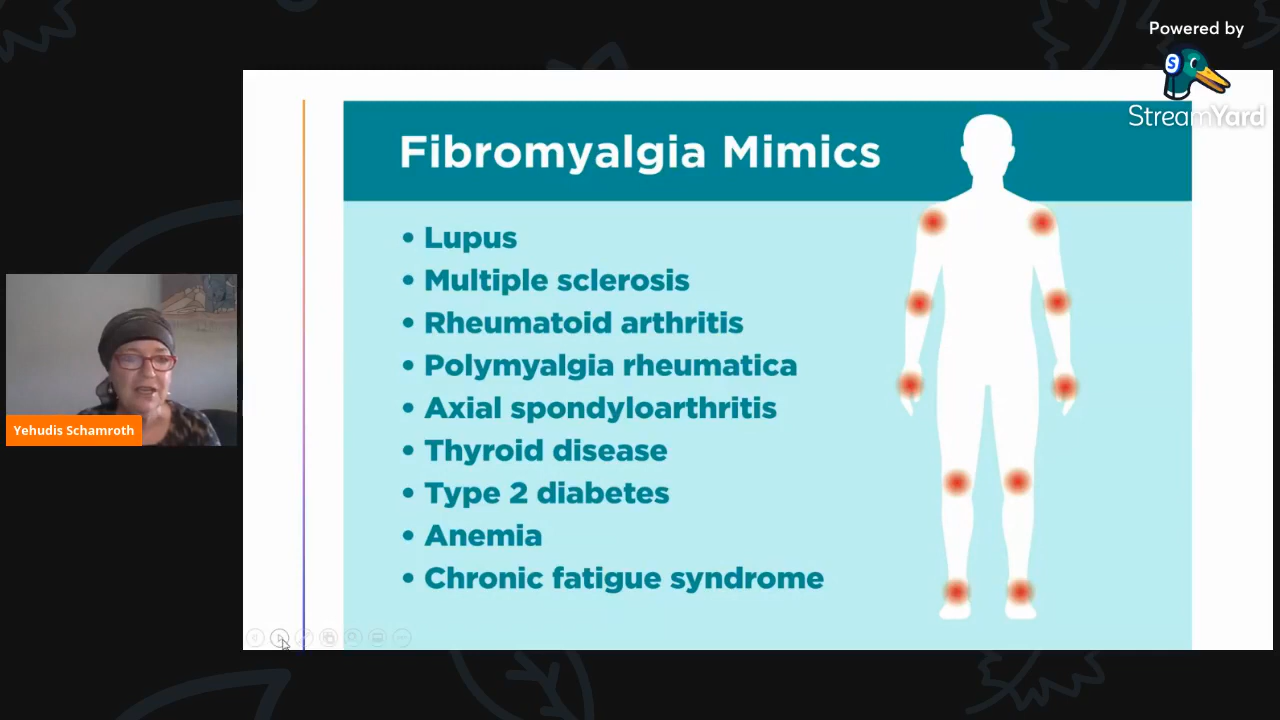 Powered by
S
StreamYard
Fibromyalgia Mimics
• Lupus
• Multiple sclerosis
• Rheumatoid arthritis
• Polymyalgia rheumatica
• Axial spondyloarthritis
• Thyroid disease
• Type 2 diabetes
• Anemia
• Chronic fatigue syndrome
Yehudis Schamroth